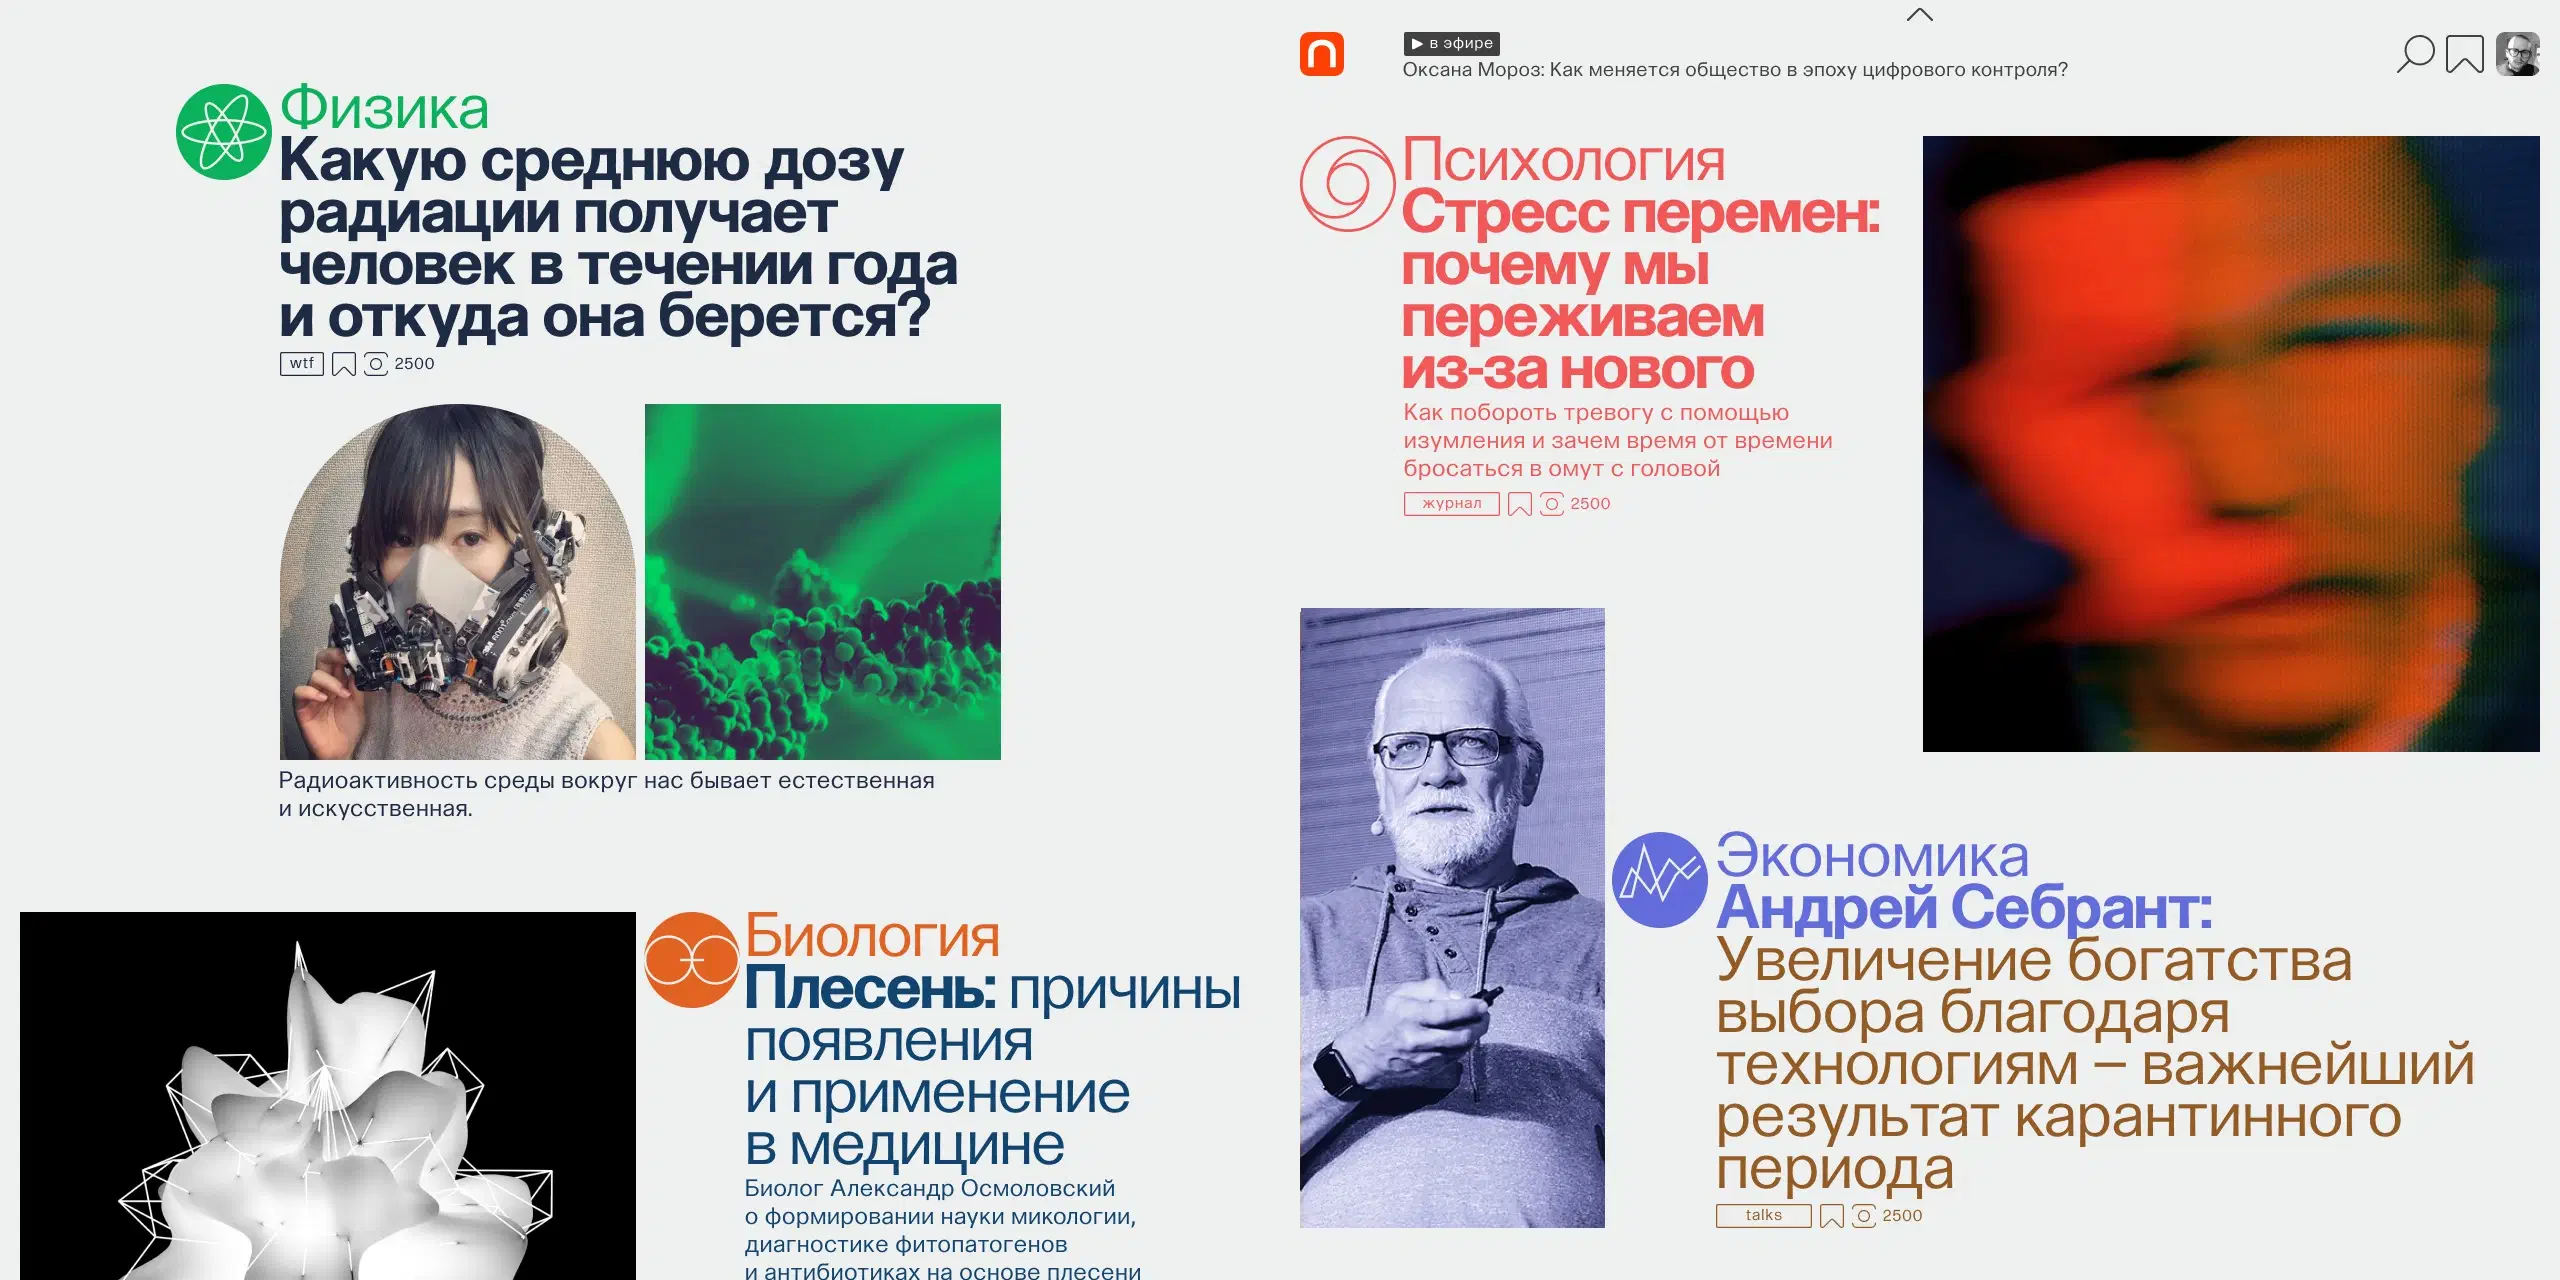 Физика
Какую среднюю дозу
радиации получает
человек в течении года
и откуда она берется?
wtf 2500
Радиоактивность среды вокруг нас бывает естественная
и искусственная.
Биология
Плесень: причины
появления
и применение
в медицине
Биолог Александр Осмоловский
о формировании науки микологии,
диагностике фитопатогенов
и антибиотиках на основе плесени
в эфире
Оксана Мороз: Как меняется общество в эпоху цифрового контроля?
Психология
Стресс перемен:
почему мы
переживаем
из-за нового
Как побороть тревогу с помощью
изумления и зачем время от времени
бросаться в омут с головой
журнал 2500
Экономика
Андрей Себрант:
Увеличение богатства
выбора благодаря
технологиям – важнейший
результат карантинного
периода
talks 2500